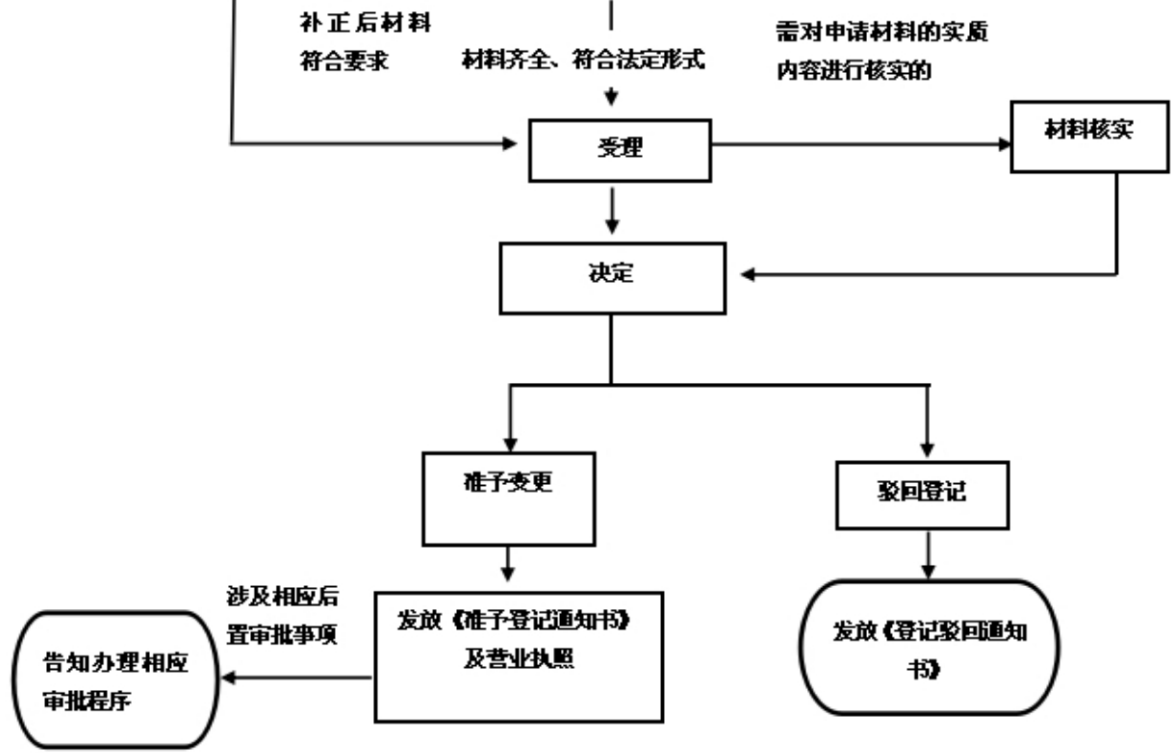 补正后材料
符合要求
材料齐全、符合法定形式
需对申请材料的实质
内容进行核实的
受理
材料核实
决定
准予变更
驳回登记
涉及相应后
置审批事项
发放《准予登记通知书》
及营业执照
发放《登记驳回通知
书》
告知办理相应
审批程序